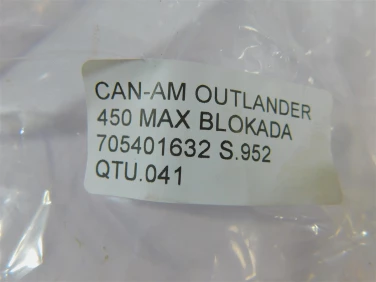 CAN-AM OUTLANDER
450 MAX BLOKADA
705401632 S.952
QTU.041